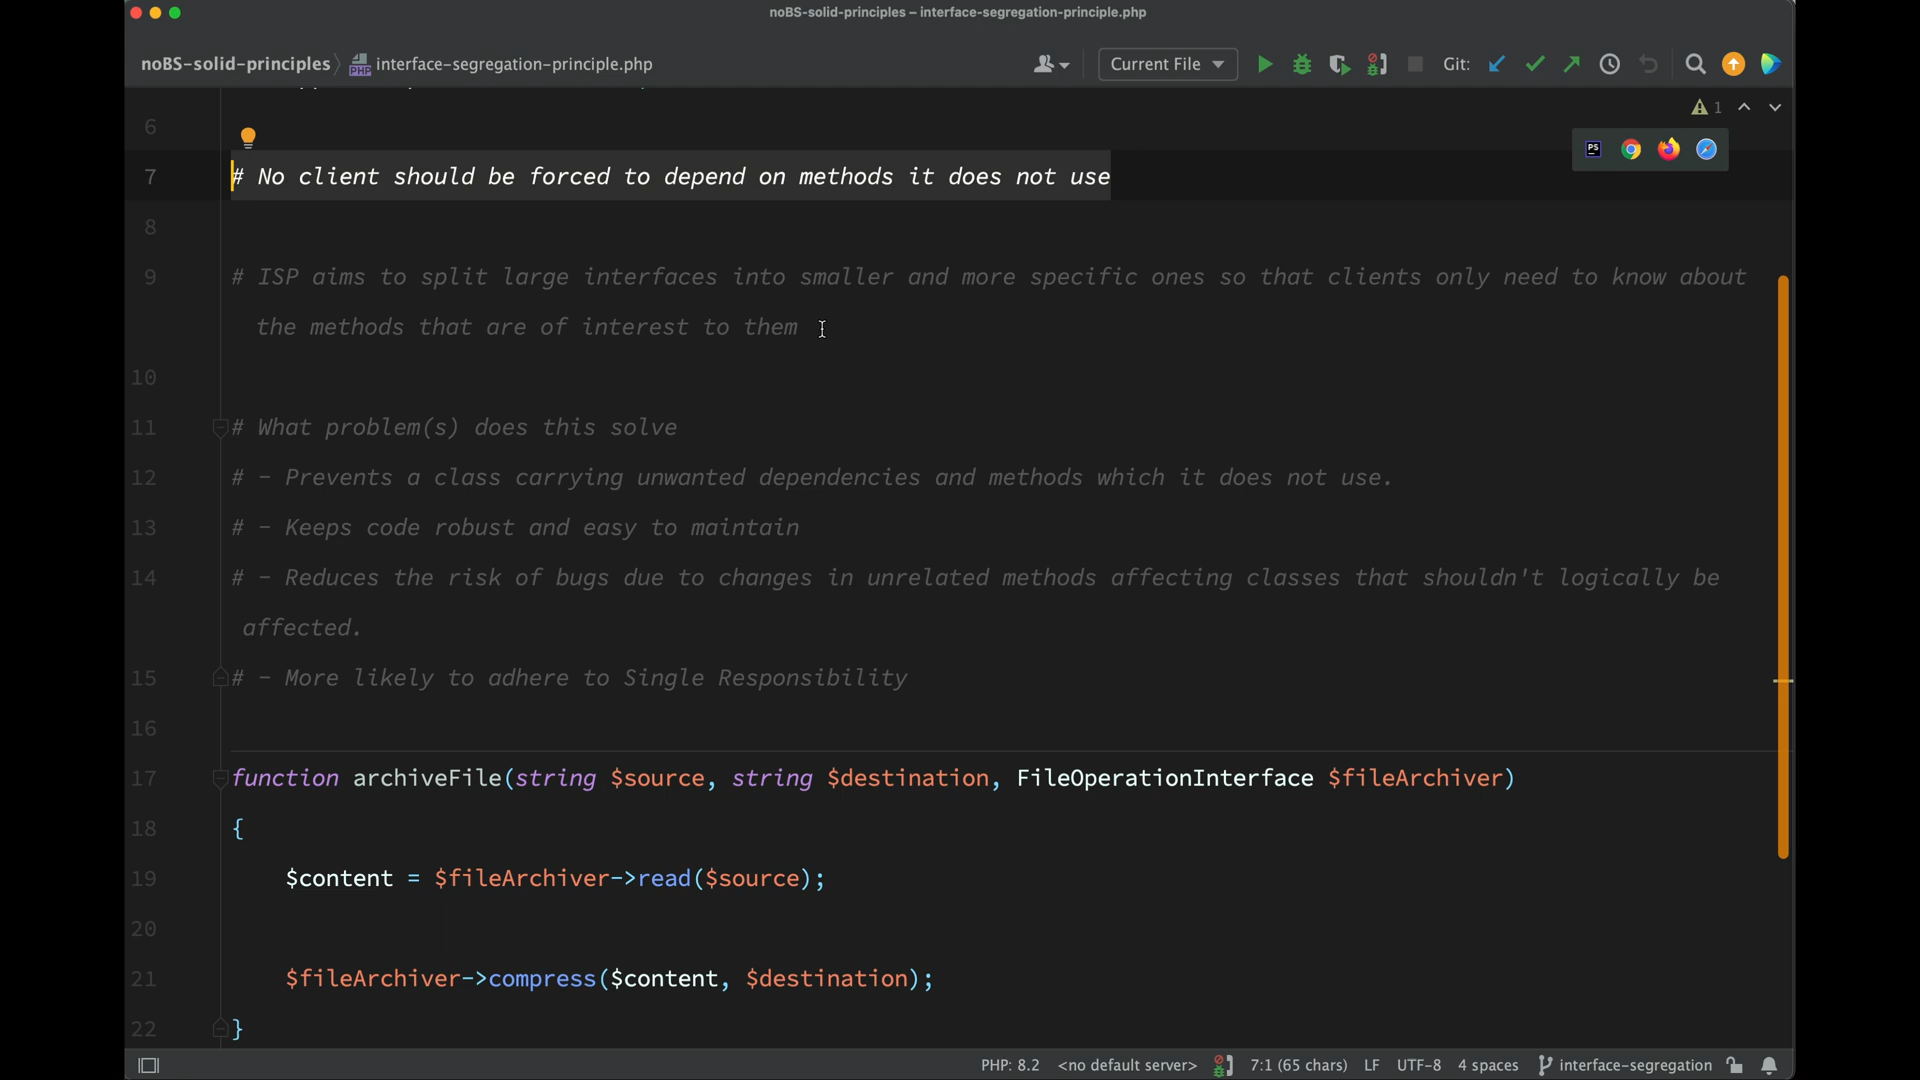 noBS-solid-principles – interface-segregation-principle.php
noBS-solid-principles interface-segregation-principle.php Current File Git:
1
6
PS
7 # No client should be forced to depend on methods it does not use
8
9 # ISP aims to split large interfaces into smaller and more specific ones so that clients only need to know about
the methods that are of interest to them
10
11 # What problem(s) does this solve
12 # - Prevents a class carrying unwanted dependencies and methods which it does not use.
13 # - Keeps code robust and easy to maintain
14 # - Reduces the risk of bugs due to changes in unrelated methods affecting classes that shouldn't logically be
affected.
15 # - More likely to adhere to Single Responsibility
16
17 function archiveFile(string $source, string $destination, FileOperationInterface $fileArchiver)
18 {
19 $content = $fileArchiver->read($source);
20
21 $fileArchiver->compress($content, $destination);
22 }
PHP: 8.2 <no default server> 7:1 (65 chars) LF UTF-8 4 spaces interface-segregation